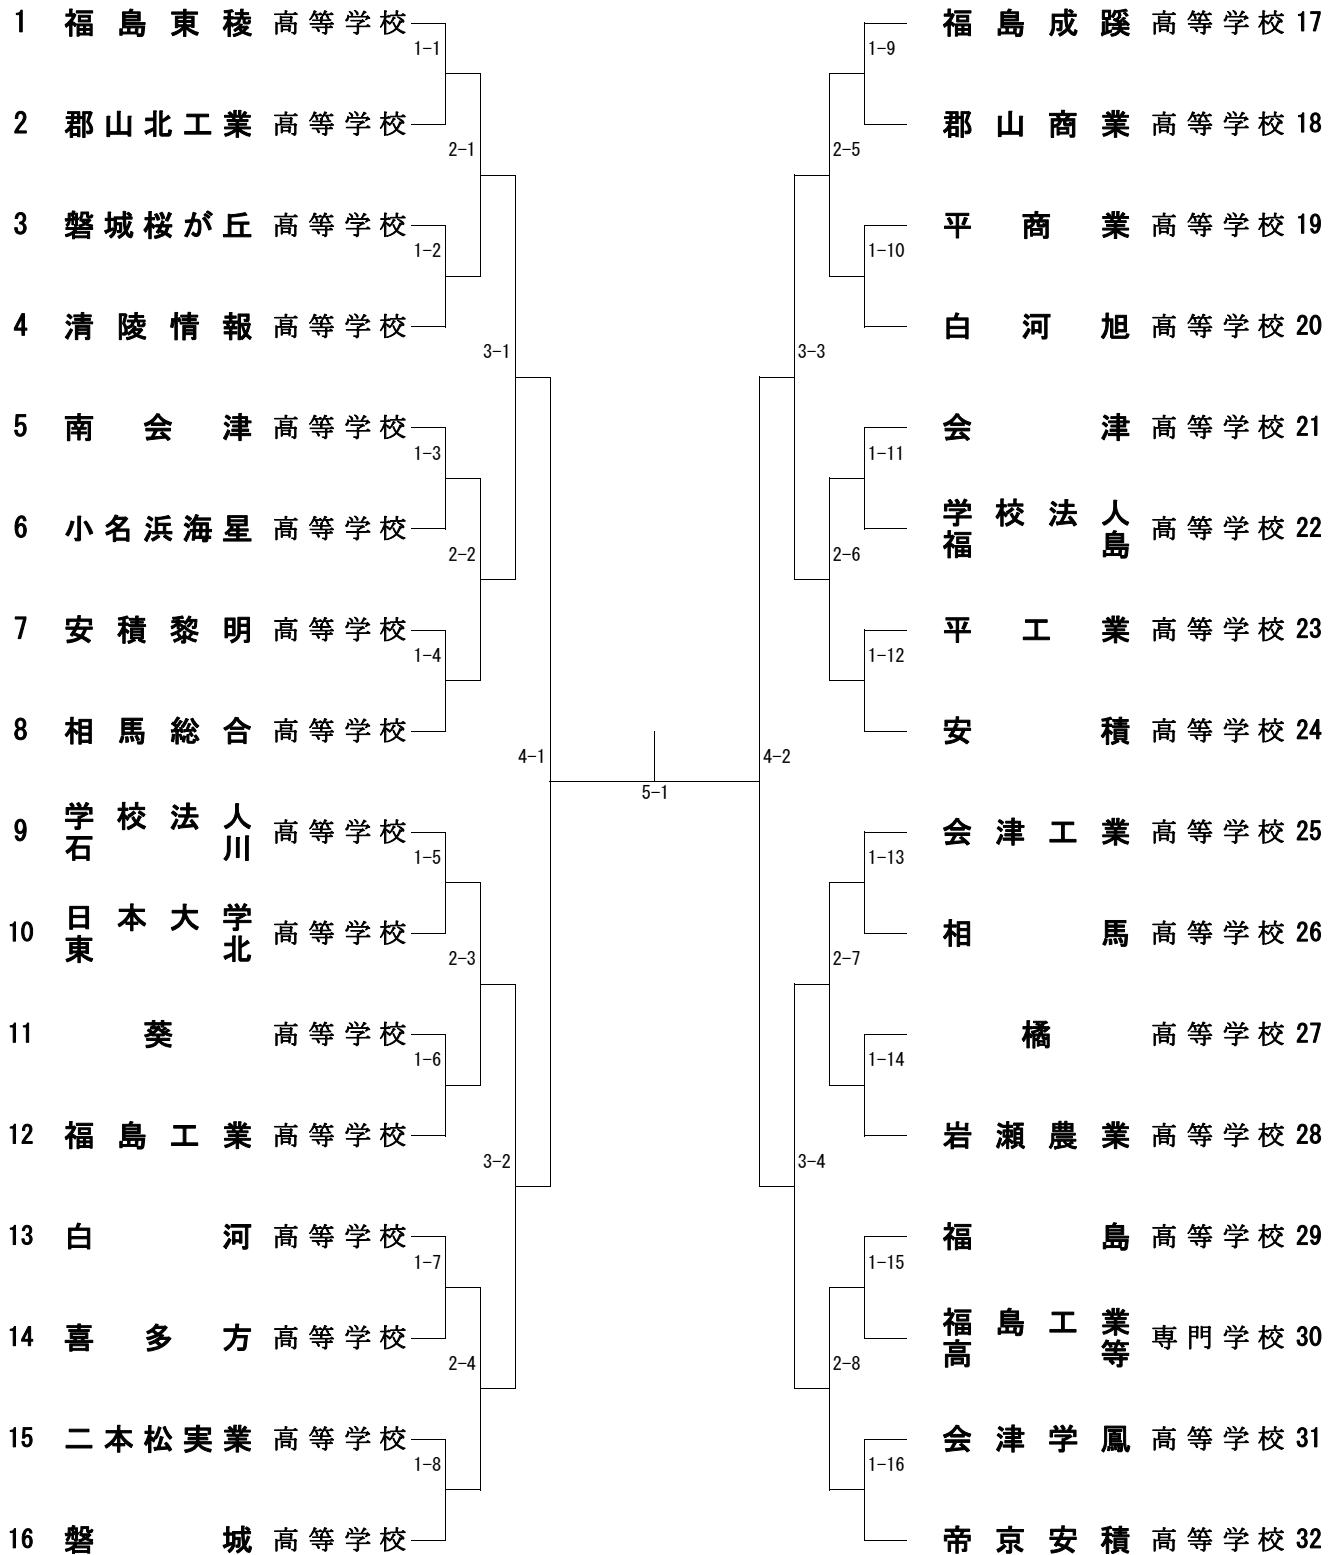 1 福島東稜 高等学校
1-1
2 郡山北工業 高等学校
2-1
3 磐城桜が丘 高等学校
1-2
4 清陵情報 高等学校
3-1
5 南会津 高等学校
1-3
6 小名浜海星 高等学校
2-2
7 安積黎明 高等学校
1-4
8 相馬総合 高等学校
4-1
9 学校法人石川 高等学校
1-5
10 日本大学東北 高等学校
2-3
11 葵 高等学校
1-6
12 福島工業 高等学校
3-2
13 白河 高等学校
1-7
14 喜多方 高等学校
2-4
15 二本松実業 高等学校
1-8
16 磐城 高等学校
5-1
福島成蹊 高等学校 17
1-9
郡山商業 高等学校 18
2-5
平商業 高等学校 19
1-10
白河旭 高等学校 20
3-3
会津 高等学校 21
1-11
学校法人福島 高等学校 22
2-6
平工業 高等学校 23
1-12
安積 高等学校 24
4-2
会津工業 高等学校 25
1-13
相馬 高等学校 26
2-7
橘 高等学校 27
1-14
岩瀬農業 高等学校 28
3-4
福島 高等学校 29
1-15
福島工業高等 専門学校 30
2-8
会津学鳳 高等学校 31
1-16
帝京安積 高等学校 32